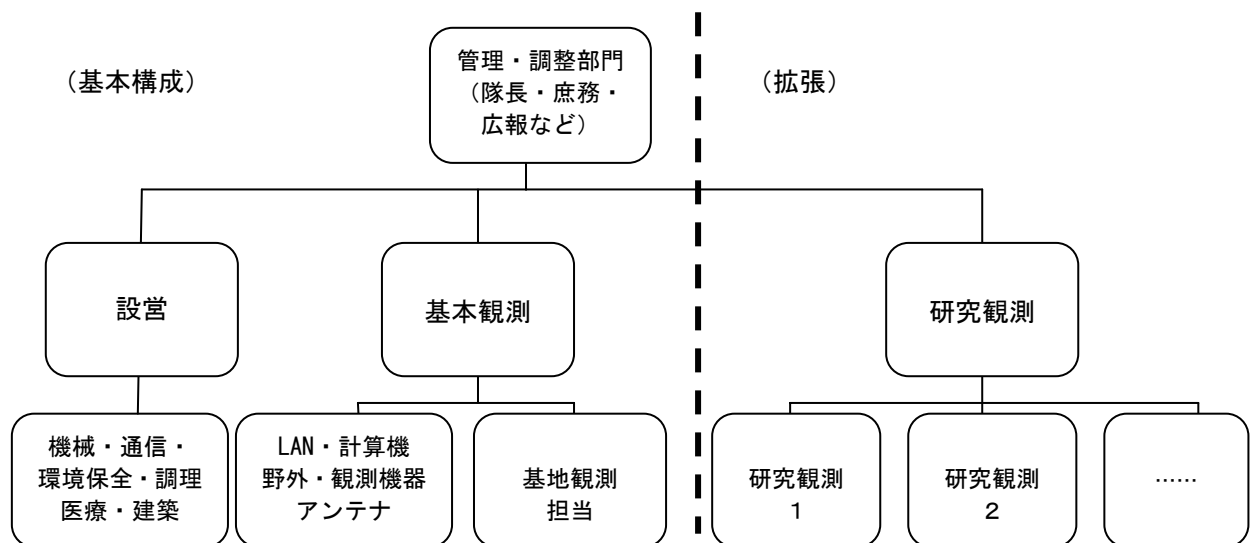 （基本構成）
管理・調整部門
（隊長・庶務・
広報など）
（拡張）
設営
基本観測
研究観測
機械・通信・
環境保全・調理
医療・建築
LAN・計算機
野外・観測機器
アンテナ
基地観測
担当
研究観測
１
研究観測
２
……